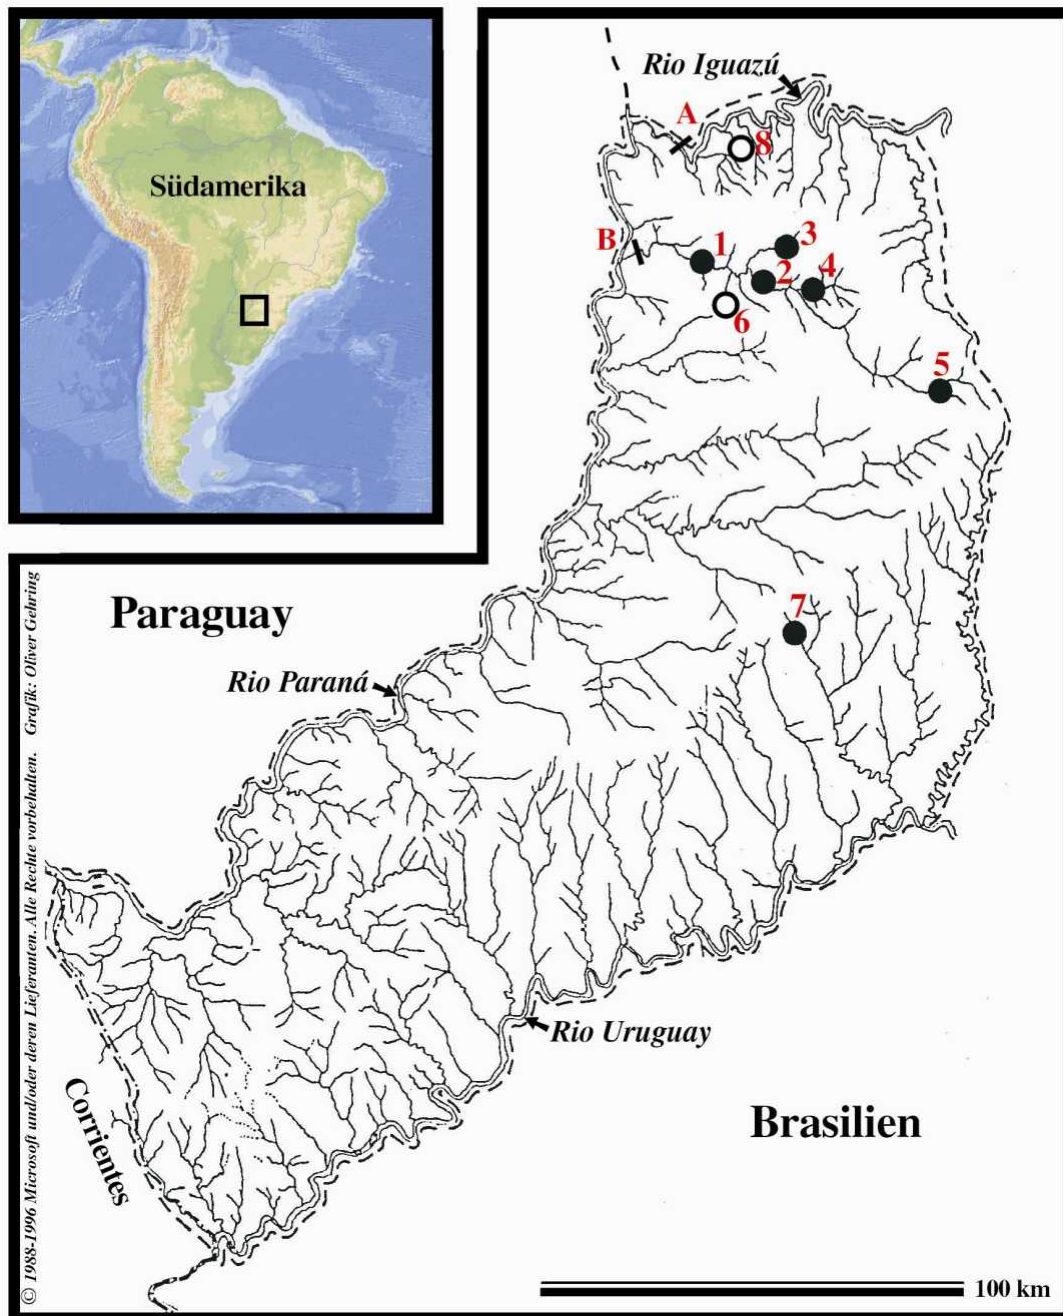 Südamerika
Rio Iguazú
A
8
B
1
3
2
4
6
5
7
Paraguay
Rio Paraná
Rio Uruguay
Brasilien
Corrientes
100 km
© 1988-1996 Microsoft und/oder deren Lieferanten. Alle Rechte vorbehalten. Grafik: Oliver Gehring